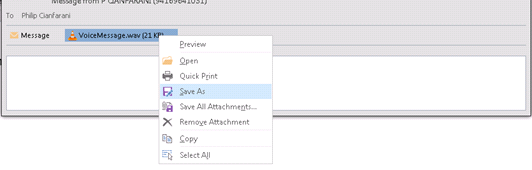 Message from P CIANFARANI (94169641031)
To Philip Cianfarani
Message VoiceMessage.wav (21 KB)
Preview
Open
Quick Print
Save As
Save All Attachments...
Remove Attachment
Copy
Select All